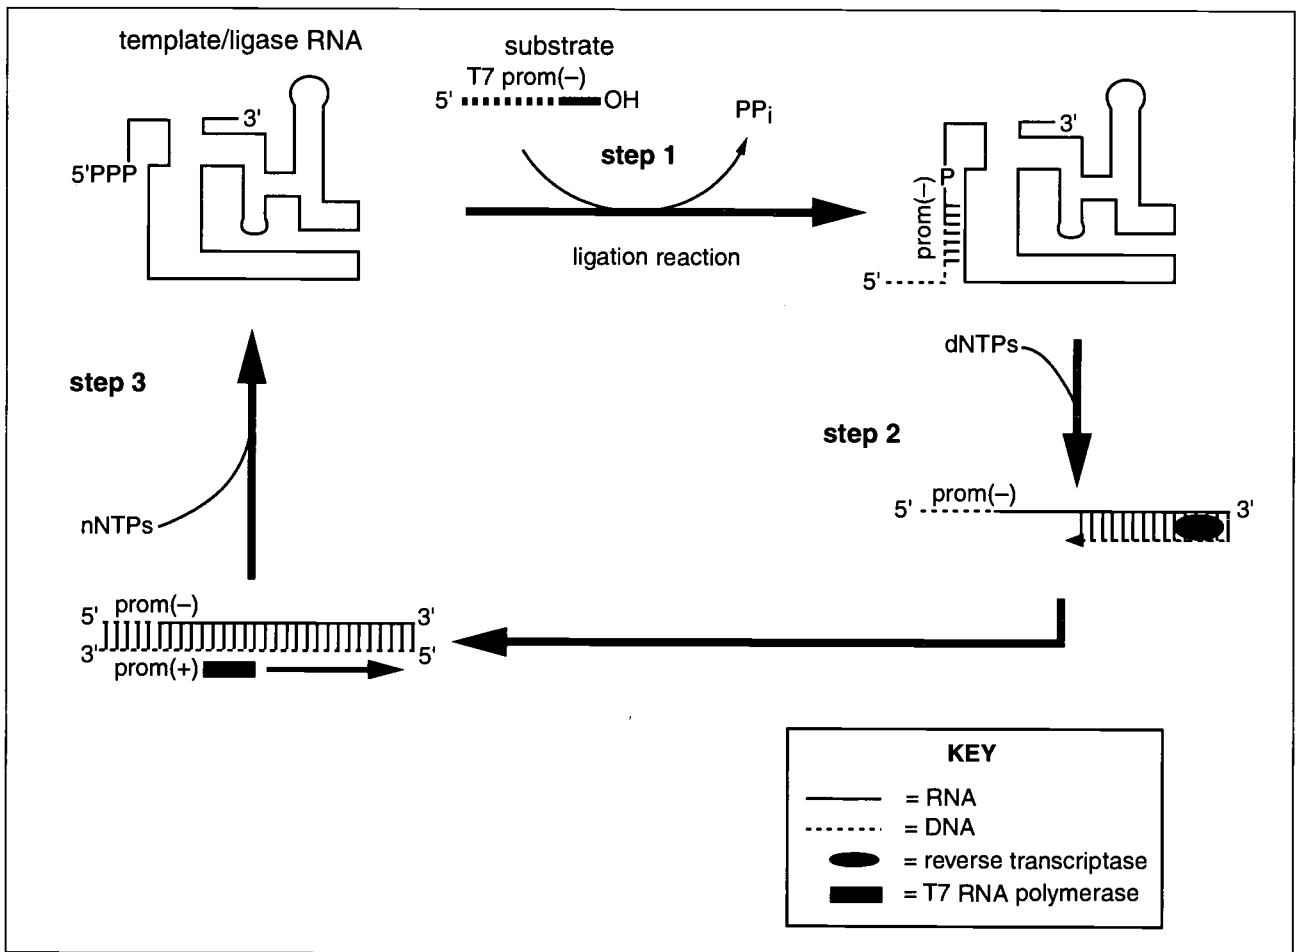 template/ligase RNA
substrate
T7 prom(–)
5' OH
PPi
step 1
ligation reaction
3'
5'PPP
3'
P
prom(–)
5'
dNTPs
step 2
step 3
nNTPs
5' prom(–) 3'
5' prom(–) 3'
3' prom(+) 5'
KEY
= RNA
= DNA
= reverse transcriptase
= T7 RNA polymerase